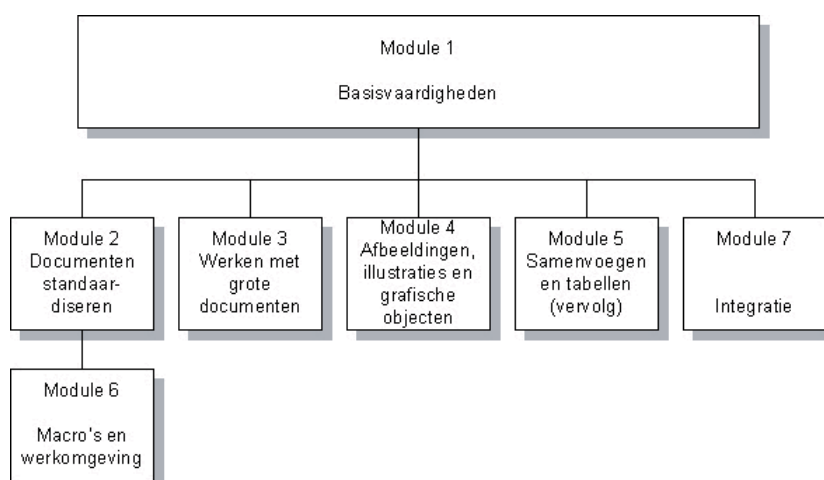 Module 1
Basisvaardigheden
Module 2
Documenten
standaar-
diseren
Module 3
Werken met
grote
documenten
Module 4
Afbeeldingen,
illustraties en
grafische
objecten
Module 5
Samenvoegen
en tabellen
(vervolg)
Module 7
Integratie
Module 6
Macro's en
werkomgeving